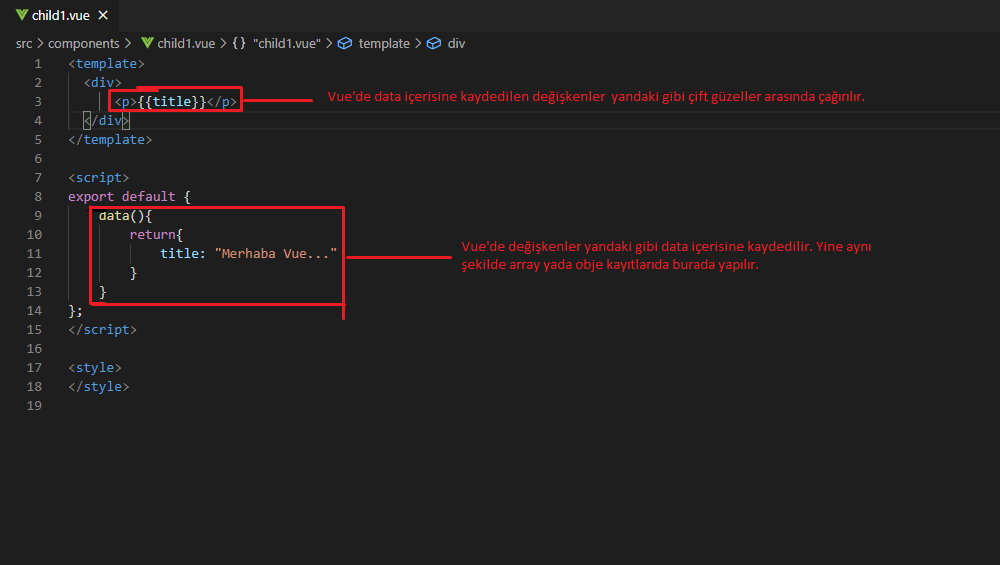 child1.vue
src > components > child1.vue > {} "child1.vue" > template > div
1 <template>
2 <div>
3 <p>{{title}}</p>
Vue'de data içerisine kaydedilen değişkenler yandaki gibi çift güzeller arasında çağırılır.
4 </div>
5 </template>
6
7 <script>
8 export default {
9 data(){
10 return{
11 title: "Merhaba Vue..."
12 }
13 }
Vue'de değişkenler yandaki gibi data içerisine kaydedilir. Yine aynı
şekilde array yada obje kayıtlarıda burada yapılır.
14 };
15 </script>
16
17 <style>
18 </style>
19